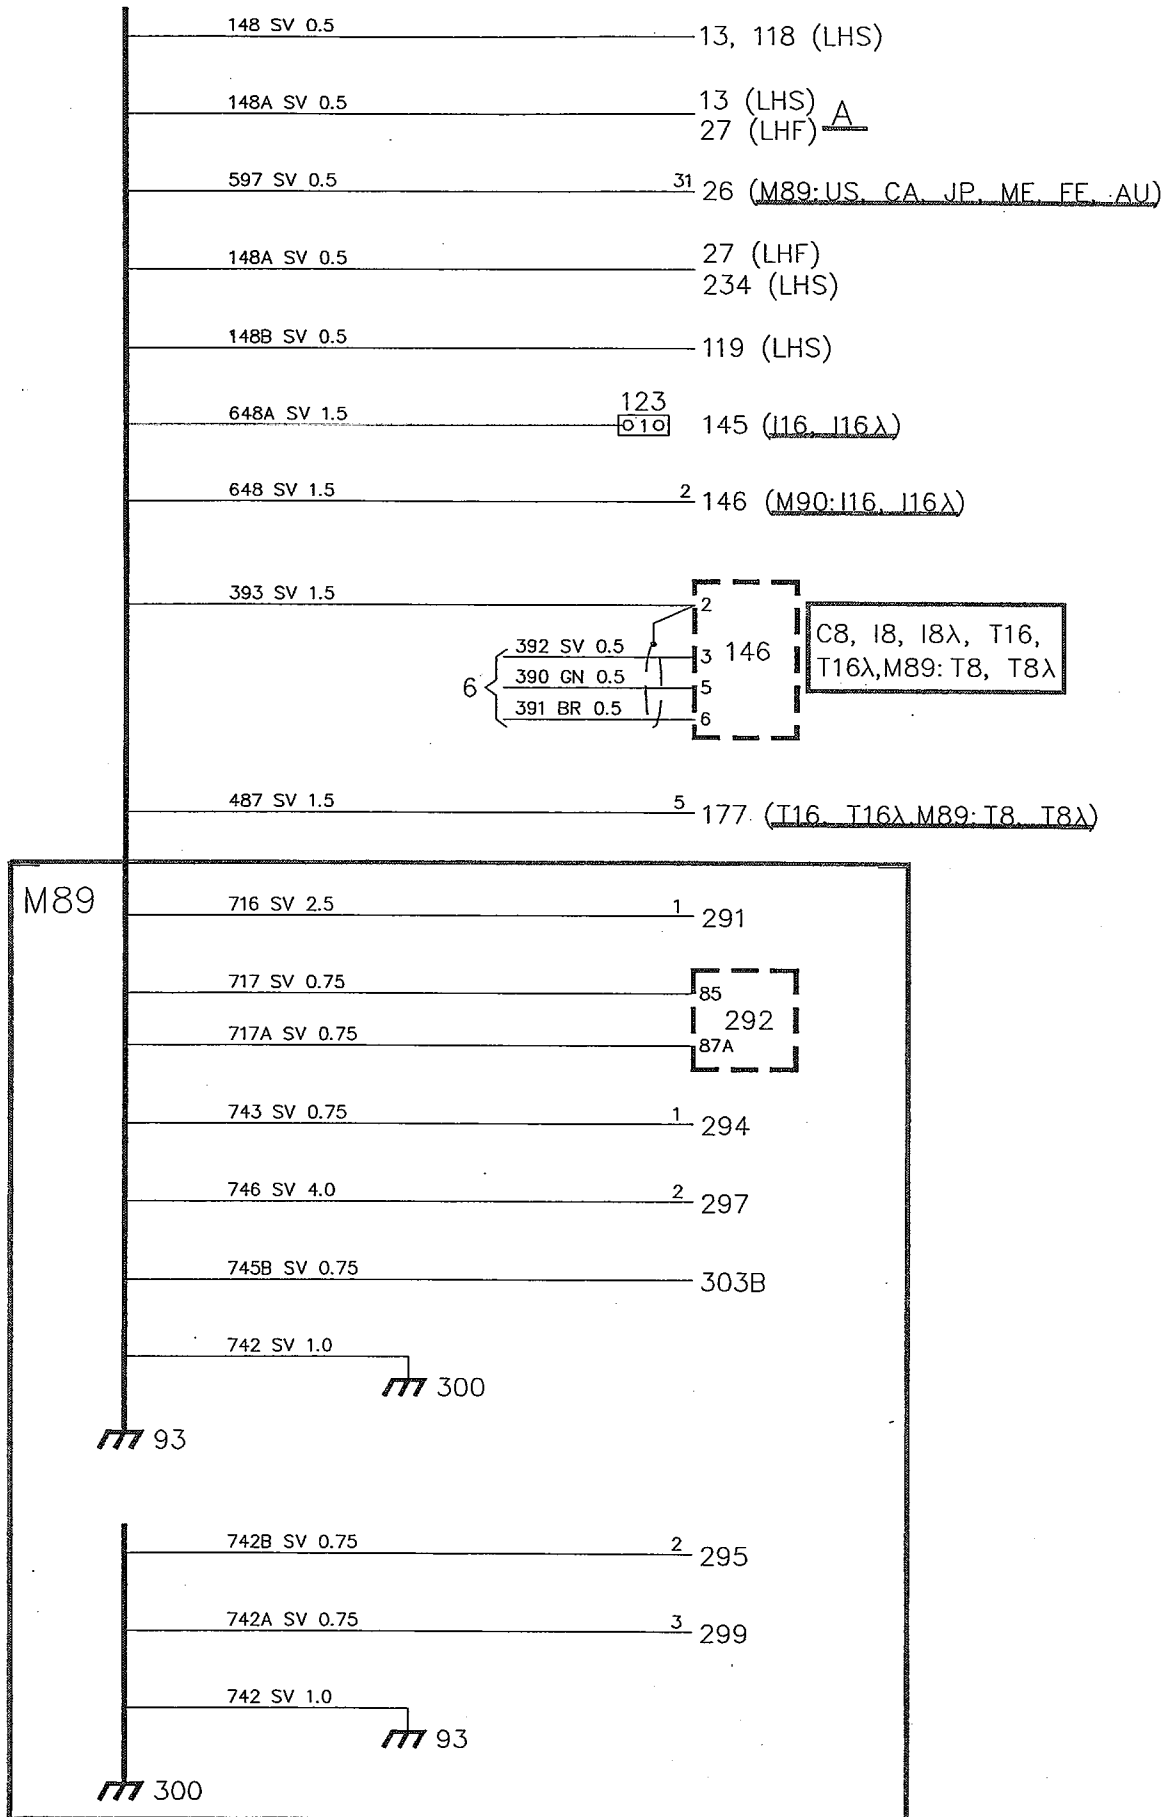 148 SV 0.5
13, 118 (LHS)
148A SV 0.5
13 (LHS)
27 (LHF) A
597 SV 0.5
31 26 (M89:US, CA, JP, ME, FE, AU)
148A SV 0.5
27 (LHF)
234 (LHS)
148B SV 0.5
119 (LHS)
648A SV 1.5
123
1
145 (I16, I16λ)
648 SV 1.5
2 146 (M90:I16, I16λ)
393 SV 1.5
2
392 SV 0.5
3
146
6
390 GN 0.5
5
391 BR 0.5
6
C8, I8, I8λ, T16,
T16λ,M89: T8, T8λ
487 SV 1.5
5 177 (T16, T16λ,M89: T8, T8λ)
M89
716 SV 2.5
1 291
717 SV 0.75
85
292
717A SV 0.75
87A
743 SV 0.75
1 294
746 SV 4.0
2 297
745B SV 0.75
303B
742 SV 1.0
300
93
742B SV 0.75
2 295
742A SV 0.75
3 299
742 SV 1.0
93
300